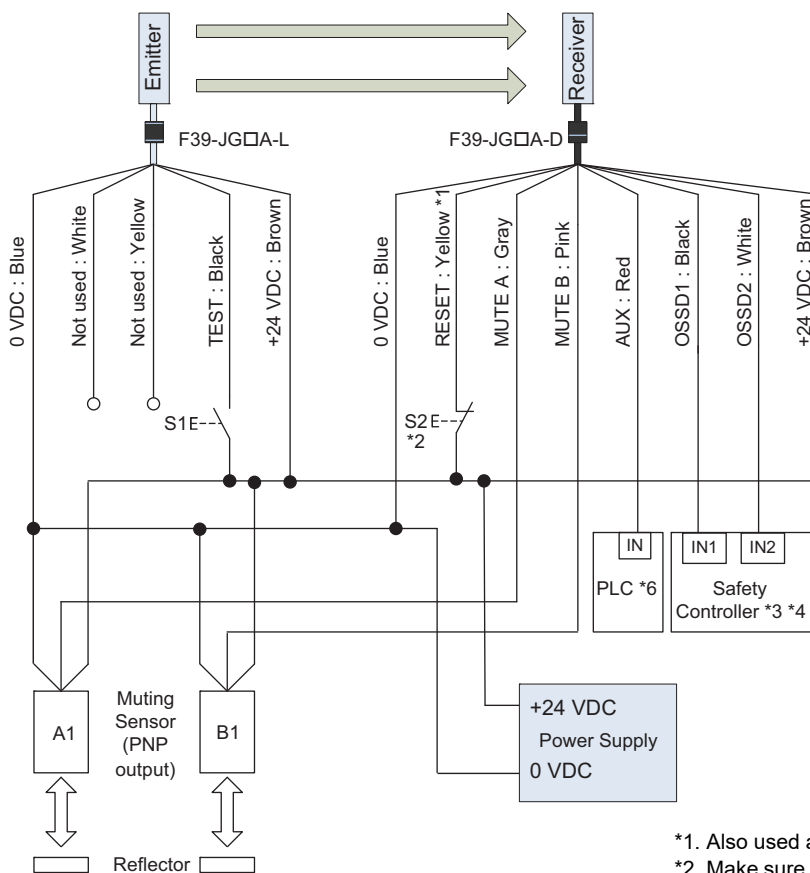 Emitter
Receiver
F39-JG□A-L
F39-JG□A-D
0 VDC : Blue
Not used : White
Not used : Yellow
TEST : Black
+24 VDC : Brown
0 VDC : Blue
RESET : Yellow *1
MUTE A : Gray
MUTE B : Pink
AUX : Red
OSSD1 : Black
OSSD2 : White
+24 VDC : Brown
S1 E
S2 E
*2
IN
IN1
IN2
PLC *6
Safety
Controller *3 *4
A1
Muting
Sensor
(PNP
output)
B1
+24 VDC
Power Supply
0 VDC
Reflector
*1. Also used a
*2. Make sure